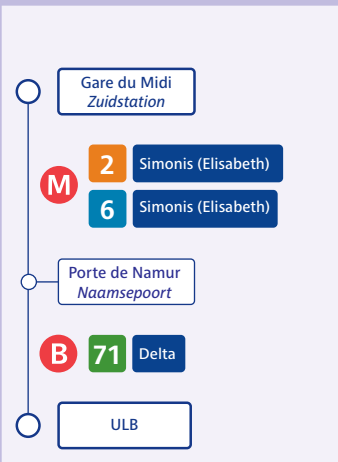 Gare du Midi
Zuidstation
M
2 Simonis (Elisabeth)
6 Simonis (Elisabeth)
Porte de Namur
Naamsepoort
B 71 Delta
ULB